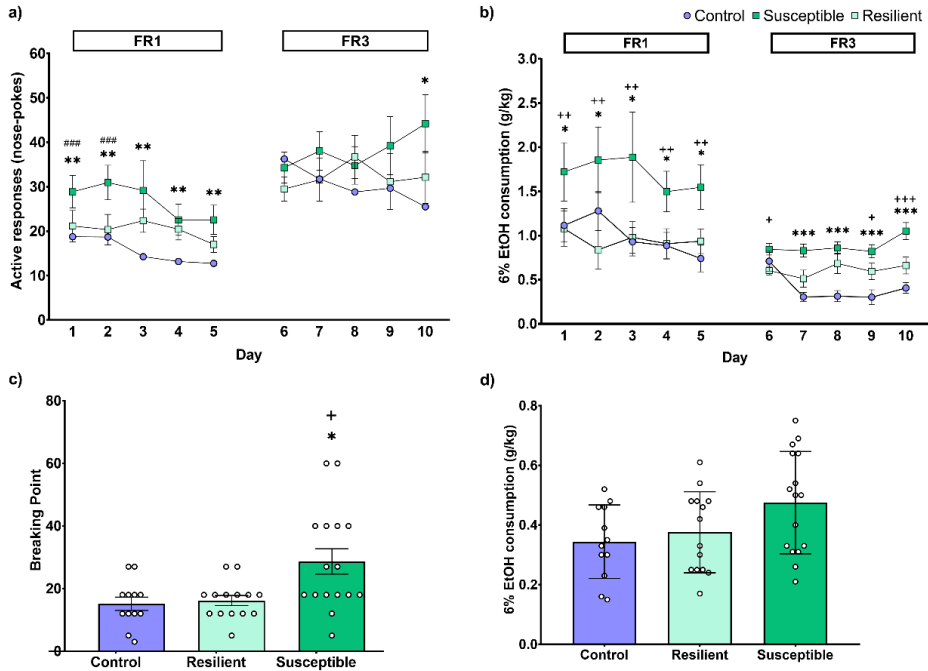 a)
FR1
FR3
Active responses (nose-pokes)
60
50
40
30
20
10
0
###
###
**
**
**
**
**
*
1 2 3 4 5 6 7 8 9 10
Day
b)
Control Susceptible Resilient
FR1
FR3
6% EtOH consumption (g/kg)
3.0
2.5
2.0
1.5
1.0
0.5
0.0
++
*
++
*
++
*
++
*
++
*
+
***
***
+
***
+++
***
1 2 3 4 5 6 7 8 9 10
Day
c)
Breaking Point
80
60
40
20
0
+
*
Control Resilient Susceptible
d)
6% EtOH consumption (g/kg)
0.8
0.6
0.4
0.2
0.0
Control Resilient Susceptible